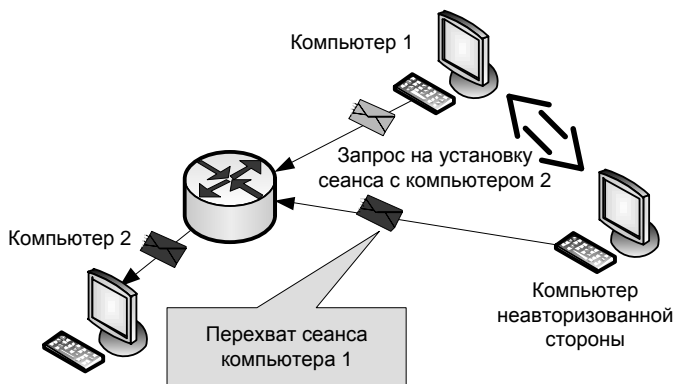 Компьютер 1
Запрос на установку
сеанса с компьютером 2
Компьютер 2
Перехват сеанса
компьютера 1
Компьютер
неавторизованной
стороны